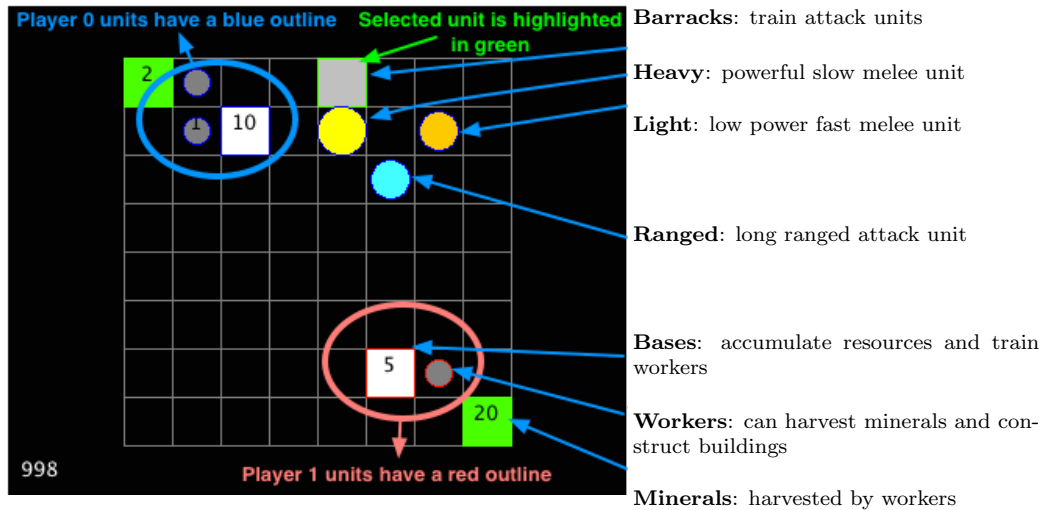 Player 0 units have a blue outline
Selected unit is highlighted
in green
2
1
10
5
20
998
Player 1 units have a red outline
Barracks: train attack units
Heavy: powerful slow melee unit
Light: low power fast melee unit
Ranged: long ranged attack unit
Bases: accumulate resources and train
workers
Workers: can harvest minerals and con-
struct buildings
Minerals: harvested by workers